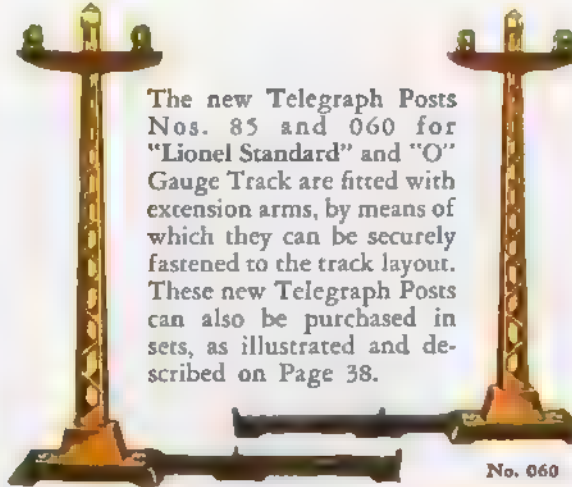 The new Telegraph Posts
Nos. 85 and 060 for
"Lionel Standard" and "O"
Gauge Track are fitted with
extension arms, by means of
which they can be securely
fastened to the track layout.
These new Telegraph Posts
can also be purchased in
sets, as illustrated and de-
scribed on Page 38.
No. 060